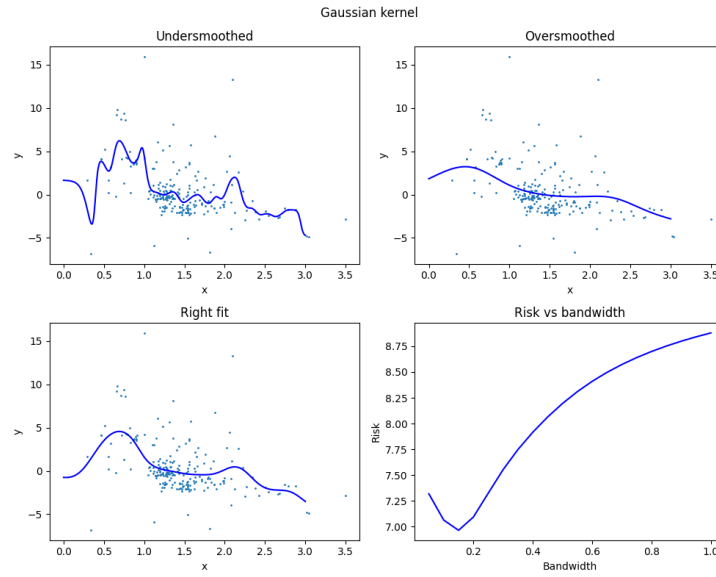 Gaussian kernel
Undersmoothed
15
10
5
0
−5
y
0.0 0.5 1.0 1.5 2.0 2.5 3.0 3.5
x
Oversmoothed
15
10
5
0
−5
y
0.0 0.5 1.0 1.5 2.0 2.5 3.0 3.5
x
Right fit
15
10
5
0
−5
y
0.0 0.5 1.0 1.5 2.0 2.5 3.0 3.5
x
Risk vs bandwidth
8.75
8.50
8.25
8.00
7.75
7.50
7.25
7.00
Risk
0.2 0.4 0.6 0.8 1.0
Bandwidth